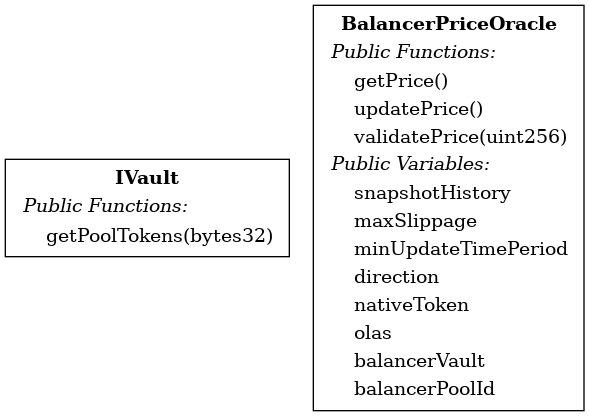 IVault
Public Functions:
getPoolTokens(bytes32)
BalancerPriceOracle
Public Functions:
getPrice()
updatePrice()
validatePrice(uint256)
Public Variables:
snapshotHistory
maxSlippage
minUpdateTimePeriod
direction
nativeToken
olas
balancerVault
balancerPoolId